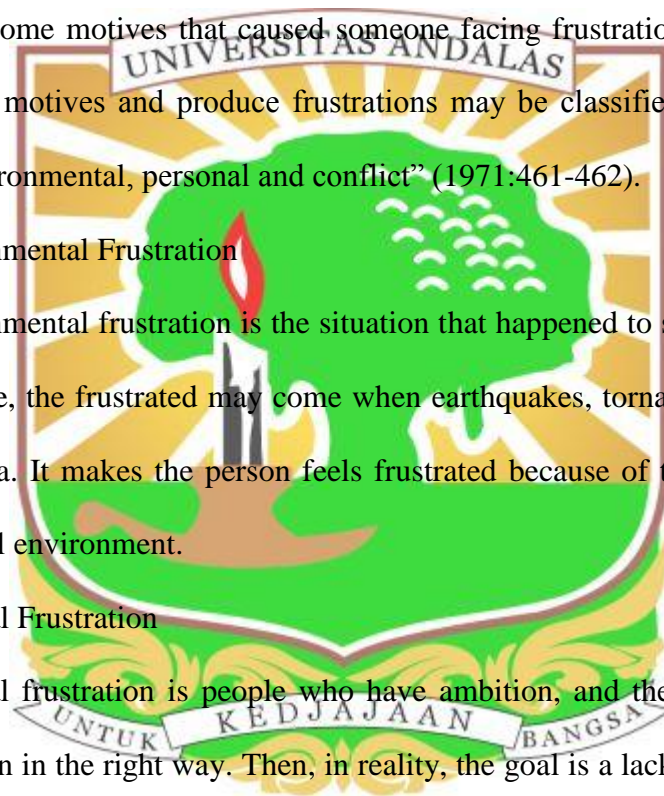 ome motives that caused someone facing frustratio
UNIVERSITAS ANDALAS
motives and produce frustrations may be classifie
ronmental, personal and conflict” (1971:461-462).
nmental Frustration
nmental frustration is the situation that happened to s
e, the frustrated may come when earthquakes, torna
a. It makes the person feels frustrated because of t
l environment.
al Frustration
l frustration is people who have ambition, and the
UNTUK KEDJAJAAN BANGSA
n in the right way. Then, in reality, the goal is a lack